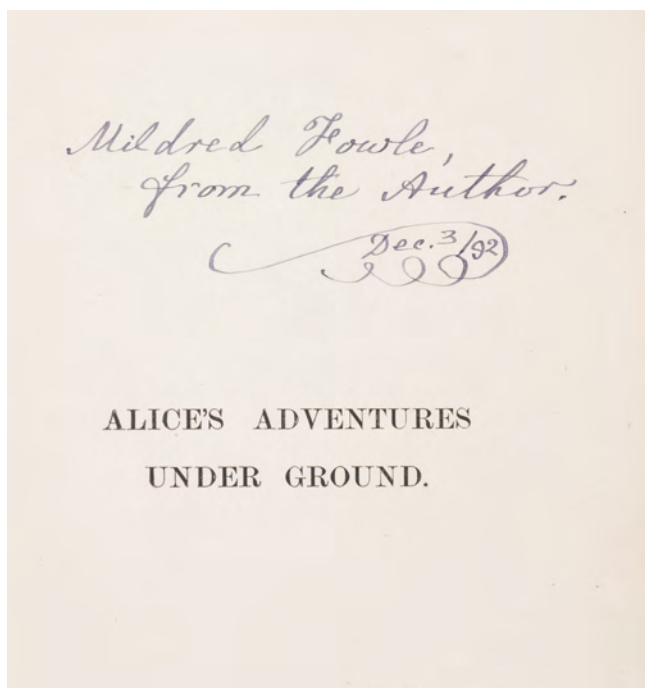 Mildred Fowle,
from the Author.
Dec. 3/92
ALICE'S ADVENTURES
UNDER GROUND.